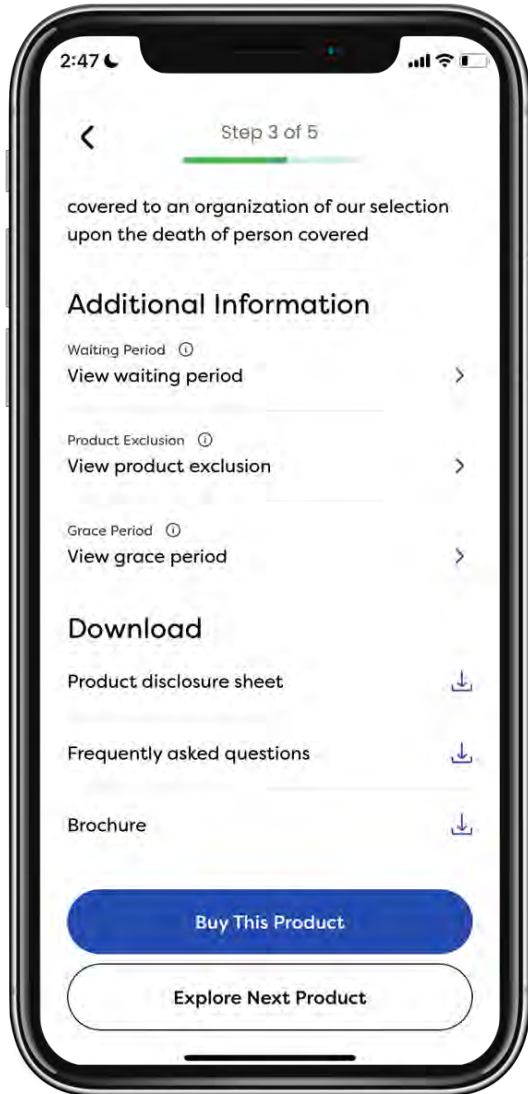 2:47
Step 3 of 5
covered to an organization of our selection
upon the death of person covered
Additional Information
Waiting Period
View waiting period
Product Exclusion
View product exclusion
Grace Period
View grace period
Download
Product disclosure sheet
Frequently asked questions
Brochure
Buy This Product
Explore Next Product